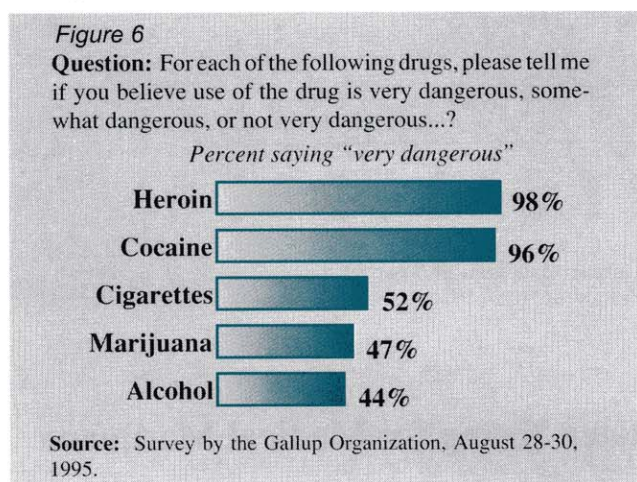 Figure 6
Question: For each of the following drugs, please tell me
if you believe use of the drug is very dangerous, some-
what dangerous, or not very dangerous...?
Percent saying "very dangerous"
Heroin 98%
Cocaine 96%
Cigarettes 52%
Marijuana 47%
Alcohol 44%
Source: Survey by the Gallup Organization, August 28-30,
1995.